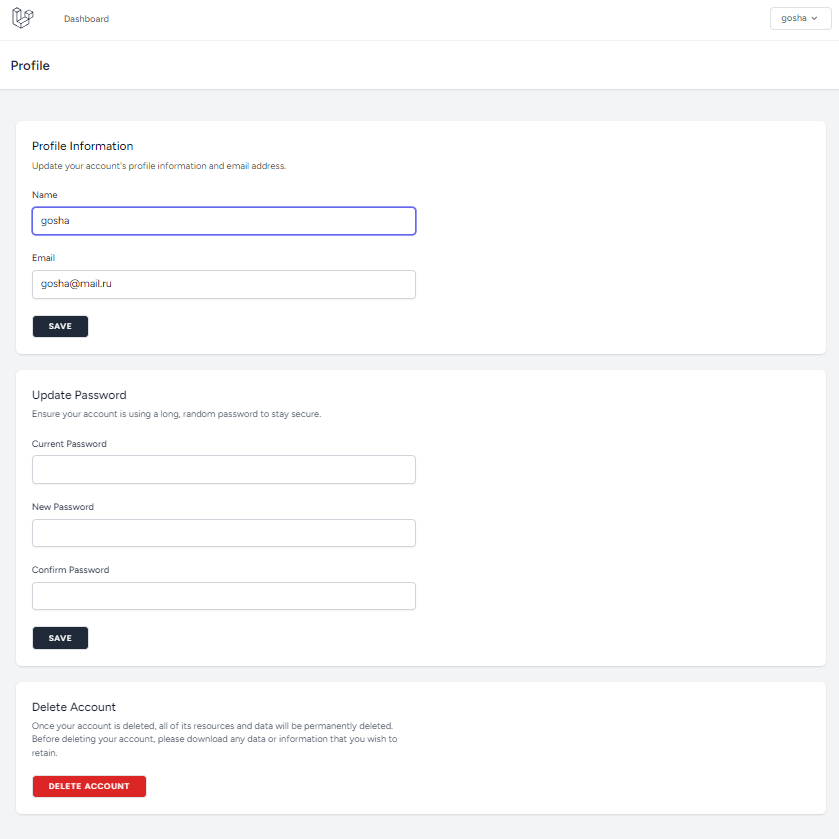 Dashboard
gosha
Profile
Profile Information
Update your account's profile information and email address.
Name
gosha
Email
gosha@mail.ru
SAVE
Update Password
Ensure your account is using a long, random password to stay secure.
Current Password
New Password
Confirm Password
SAVE
Delete Account
Once your account is deleted, all of its resources and data will be permanently deleted.
Before deleting your account, please download any data or information that you wish to
retain.
DELETE ACCOUNT